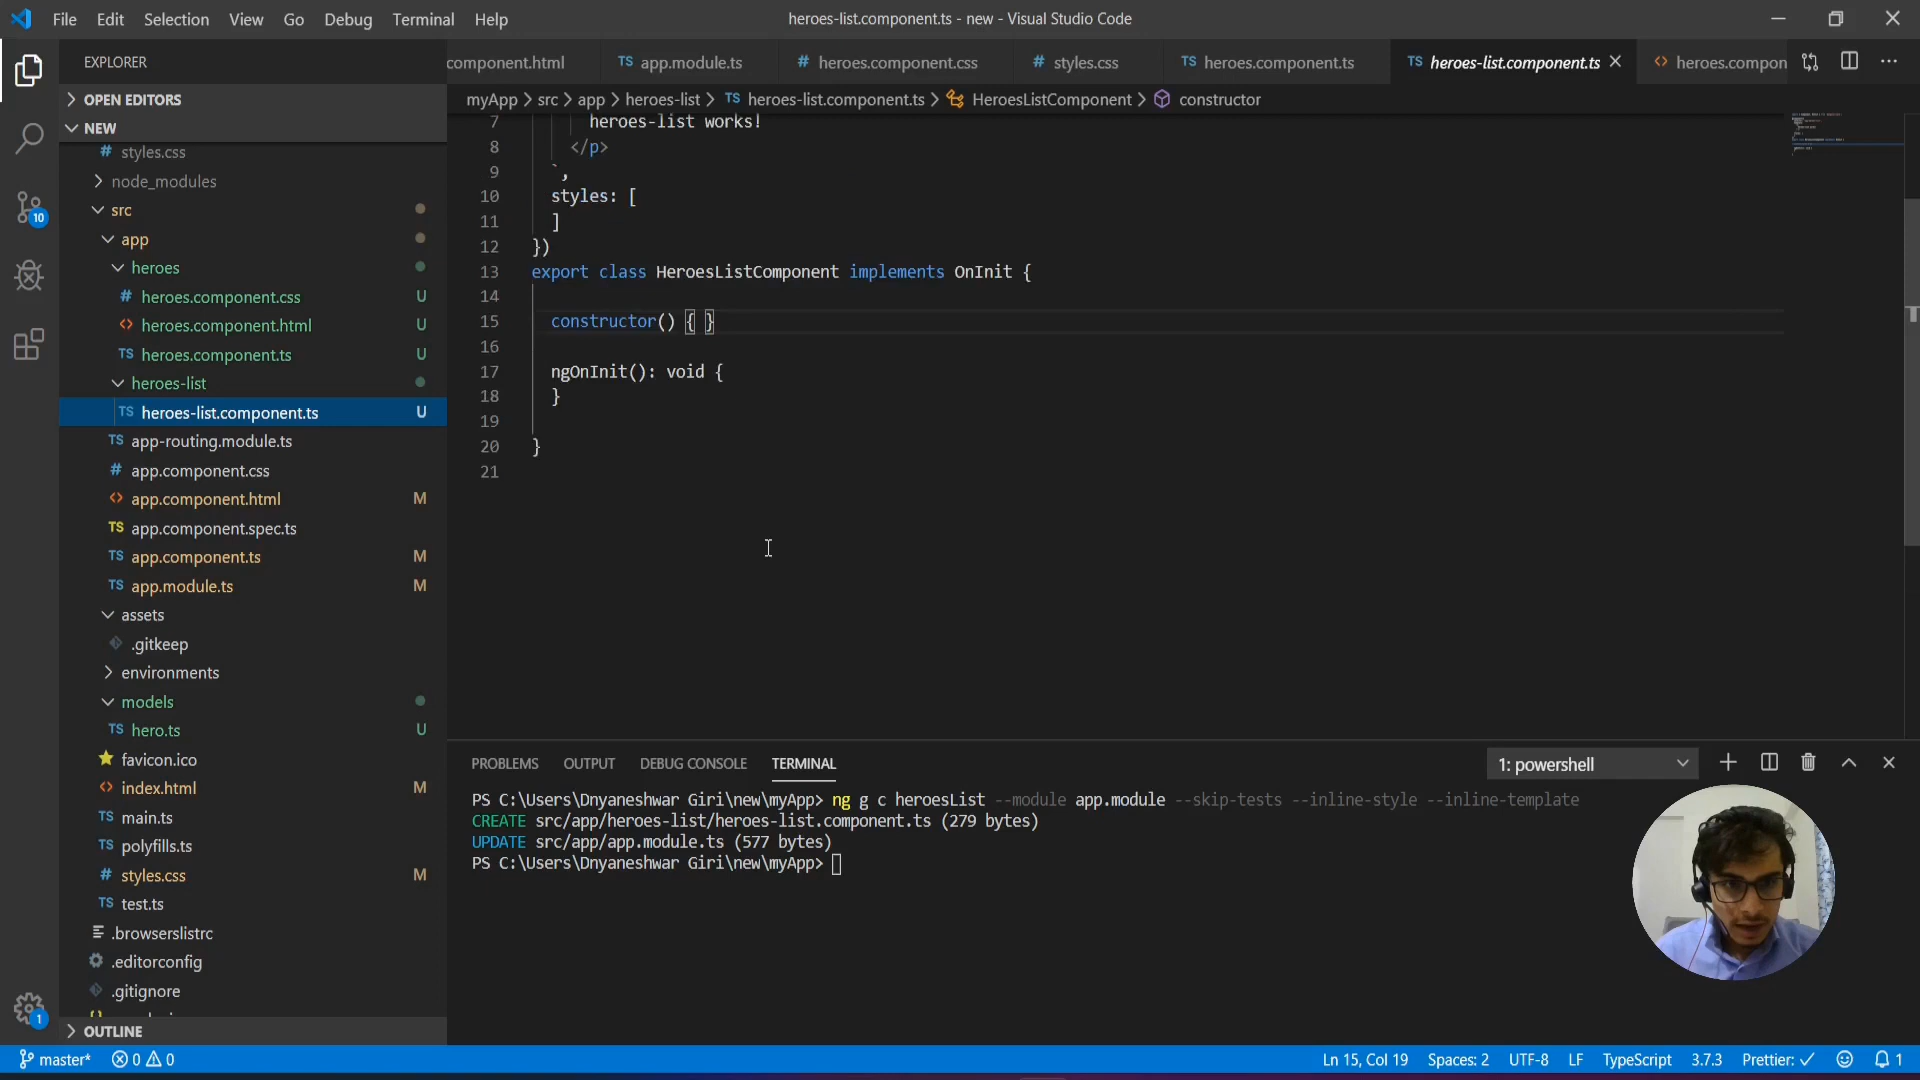 File Edit Selection View Go Debug Terminal Help
heroes-list.component.ts - new - Visual Studio Code
EXPLORER
component.html
TS app.module.ts
# heroes.component.css
# styles.css
TS heroes.component.ts
TS heroes-list.component.ts
<> heroes.compon
OPEN EDITORS
NEW
myApp > src > app > heroes-list > TS heroes-list.component.ts > HeroesListComponent > constructor
# styles.css
node_modules
src
app
heroes
# heroes.component.css U
<> heroes.component.html U
TS heroes.component.ts U
heroes-list
TS heroes-list.component.ts U
TS app-routing.module.ts
# app.component.css
<> app.component.html M
TS app.component.spec.ts
TS app.component.ts M
TS app.module.ts M
assets
.gitkeep
environments
models
TS hero.ts U
favicon.ico
<> index.html M
TS main.ts
TS polyfills.ts
# styles.css M
TS test.ts
.browserslistrc
.editorconfig
.gitignore
OUTLINE
10
1
7 heroes-list works!
8 </p>
9 `,
10 styles: [
11 ]
12 })
13 export class HeroesListComponent implements OnInit {
14
15 constructor() { }
16
17 ngOnInit(): void {
18 }
19
20 }
21
PROBLEMS OUTPUT DEBUG CONSOLE TERMINAL
1: powershell
PS C:\Users\Dnyaneshwar Giri\new\myApp> ng g c heroesList --module app.module --skip-tests --inline-style --inline-template
CREATE src/app/heroes-list/heroes-list.component.ts (279 bytes)
UPDATE src/app/app.module.ts (577 bytes)
PS C:\Users\Dnyaneshwar Giri\new\myApp>
master* 0 0
Ln 15, Col 19 Spaces: 2 UTF-8 LF TypeScript 3.7.3 Prettier: ✓ 1